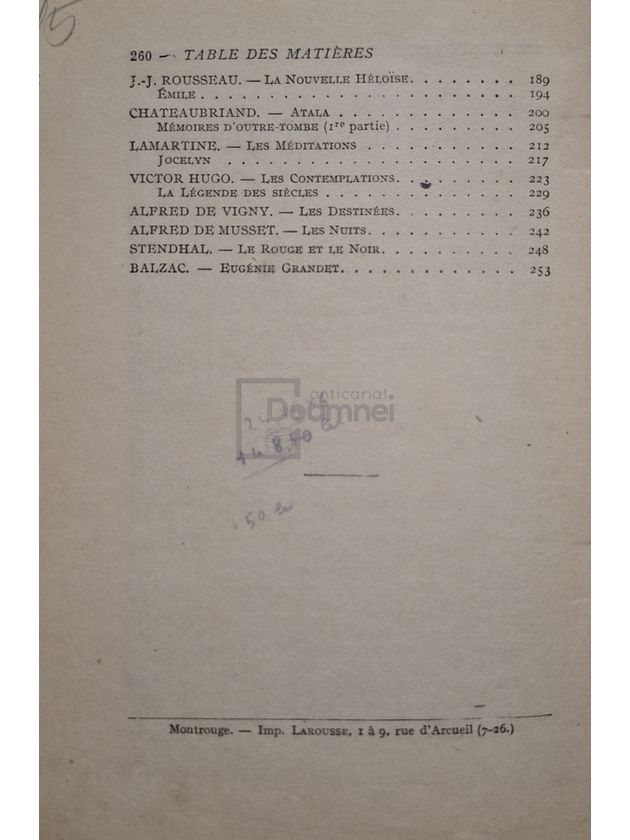 260 — TABLE DES MATIÈRES
J.-J. ROUSSEAU. — LA NOUVELLE HÉLOÏSE. . . . . . . . 189
ÉMILE . . . . . . . . . . . . . . . . . . . . 194
CHATEAUBRIAND. — ATALA . . . . . . . . . . . . . 200
MÉMOIRES D'OUTRE-TOMBE (1re partie) . . . . . . . . . 205
LAMARTINE. — LES MÉDITATIONS . . . . . . . . . . . 212
JOCELYN . . . . . . . . . . . . . . . . . . . 217
VICTOR HUGO. — LES CONTEMPLATIONS. . . . . . . . . 223
LA LÉGENDE DES SIÈCLES . . . . . . . . . . . . . 229
ALFRED DE VIGNY. — LES DESTINÉES. . . . . . . . . 236
ALFRED DE MUSSET. — LES NUITS. . . . . . . . . . . 242
STENDHAL. — LE ROUGE ET LE NOIR. . . . . . . . . . 248
BALZAC. — EUGÉNIE GRANDET. . . . . . . . . . . . 253
anticariat
Doamnei
8,40
50
Montrouge. — Imp. LAROUSSE, 1 à 9, rue d'Arcueil (7-26.)